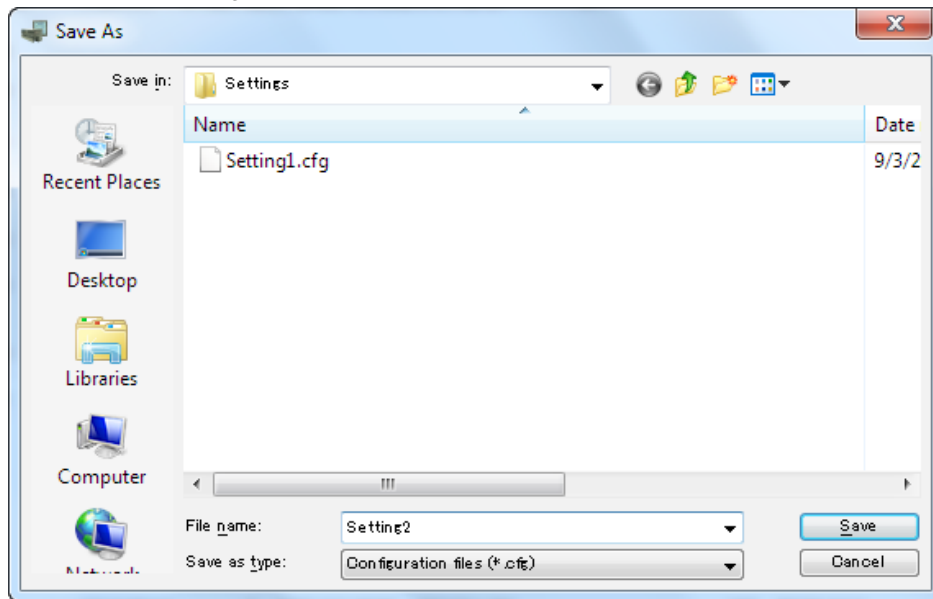 Save As
Save in:
Settings
Name
Date
Setting1.cfg
9/3/2
Recent Places
Desktop
Libraries
Computer
Network
File name:
Setting2
Save
Save as type:
Configuration files (*.cfg)
Cancel